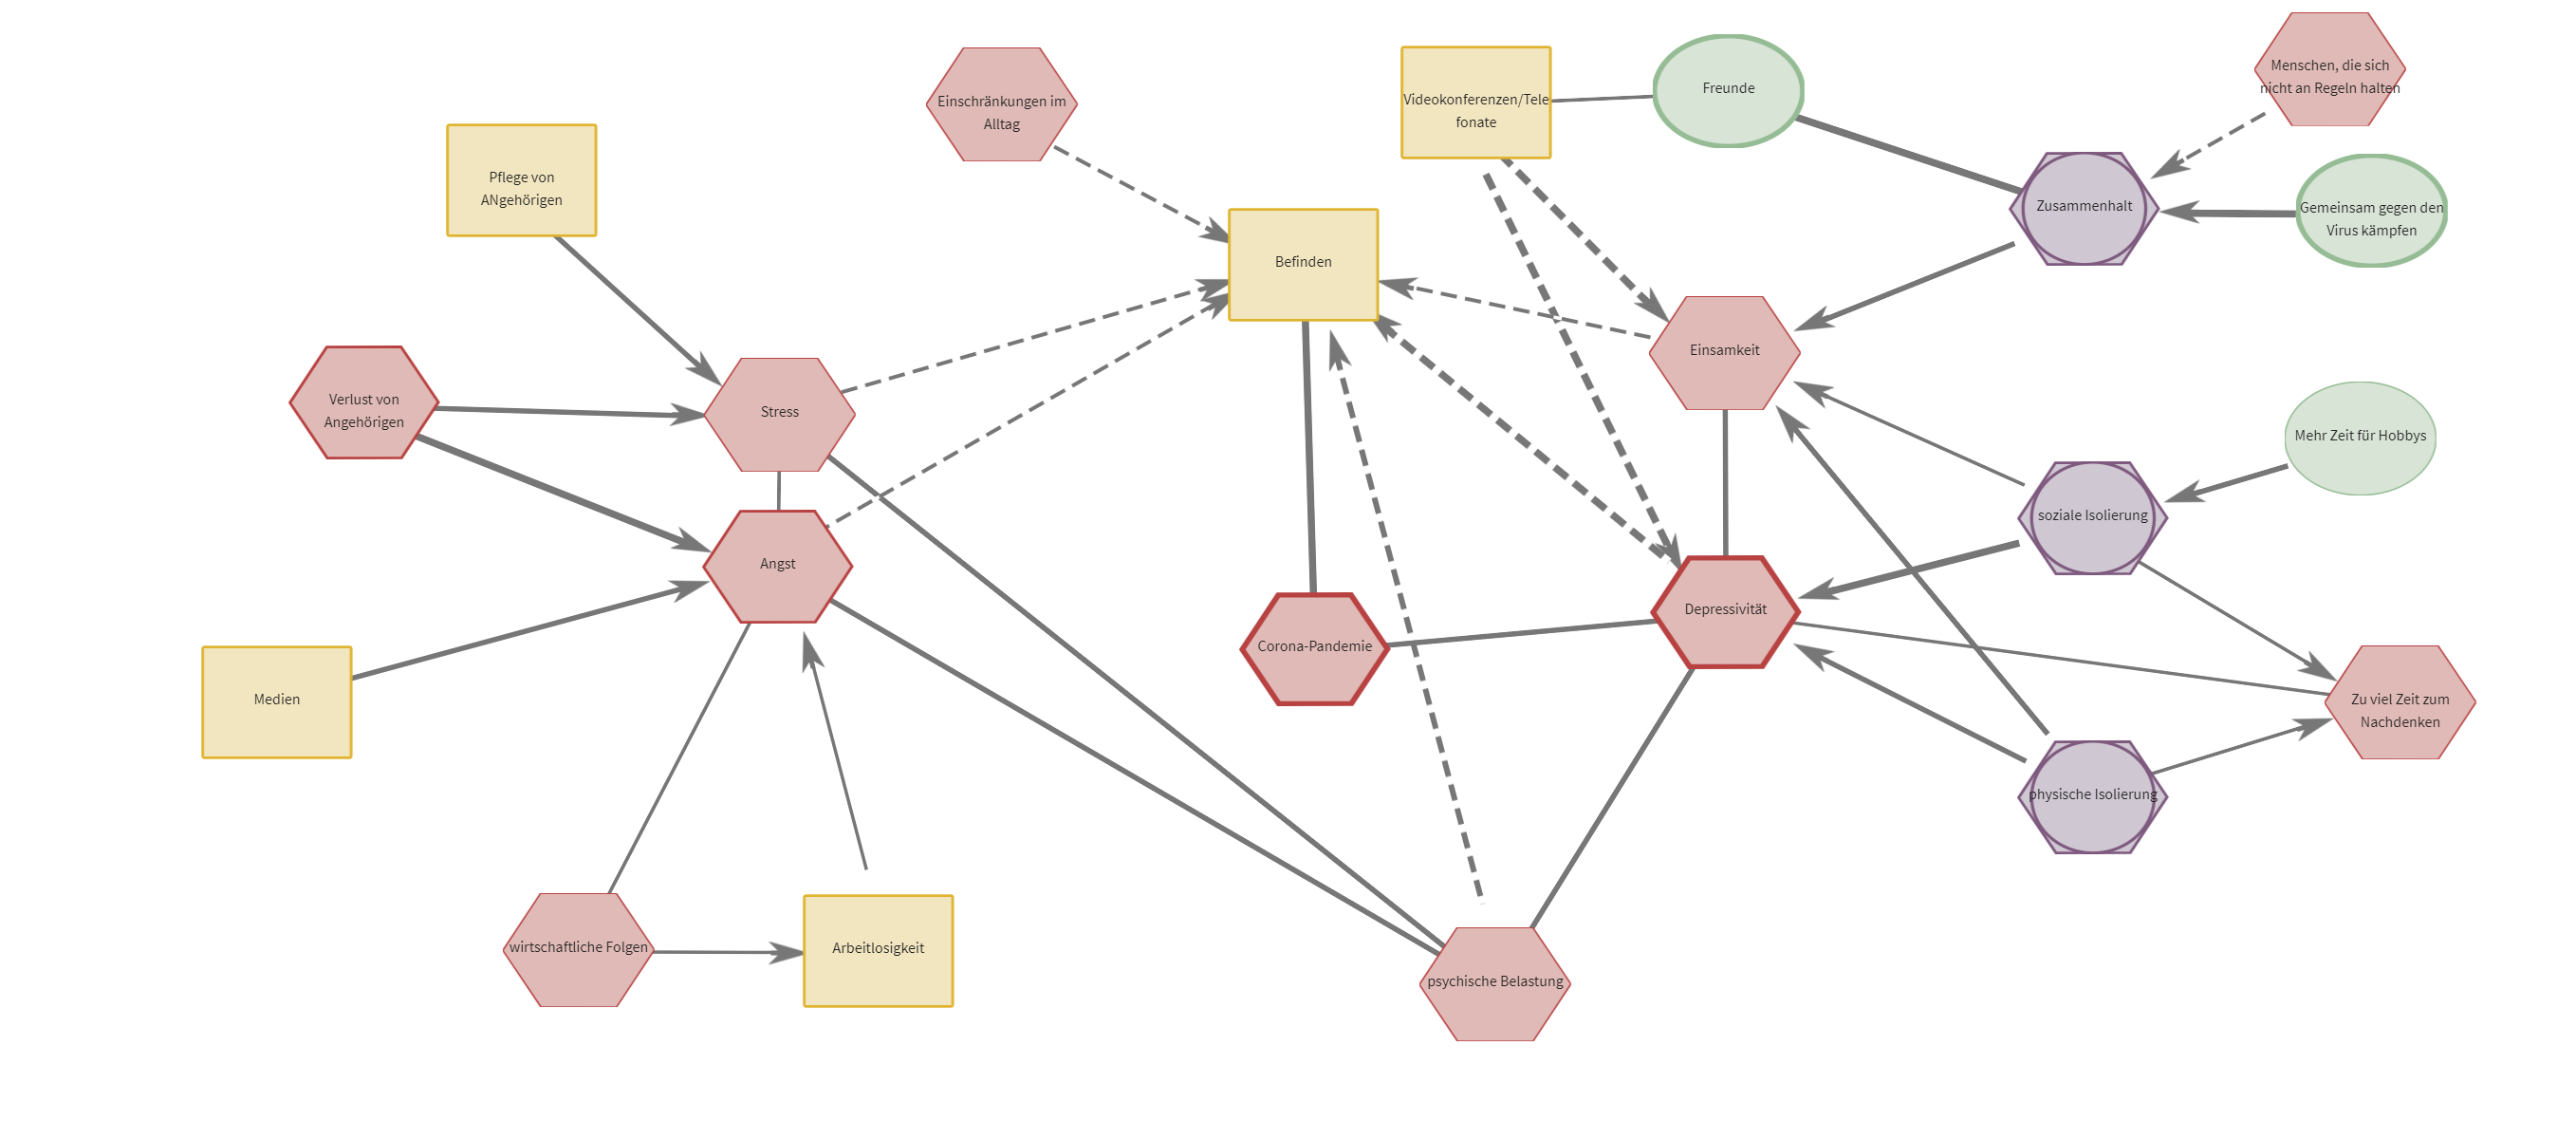 Menschen, die sich
nicht an Regeln halten
Freunde
Einschränkungen im
Alltag
Videokonferenzen/Tele
fonate
Pflege von
ANgehörigen
Zusammenhalt
Gemeinsam gegen den
Virus kämpfen
Befinden
Einsamkeit
Verlust von
Angehörigen
Stress
Mehr Zeit für Hobbys
soziale Isolierung
Angst
Depressivität
Corona-Pandemie
Medien
Zu viel Zeit zum
Nachdenken
physische Isolierung
wirtschaftliche Folgen
Arbeitlosigkeit
psychische Belastung